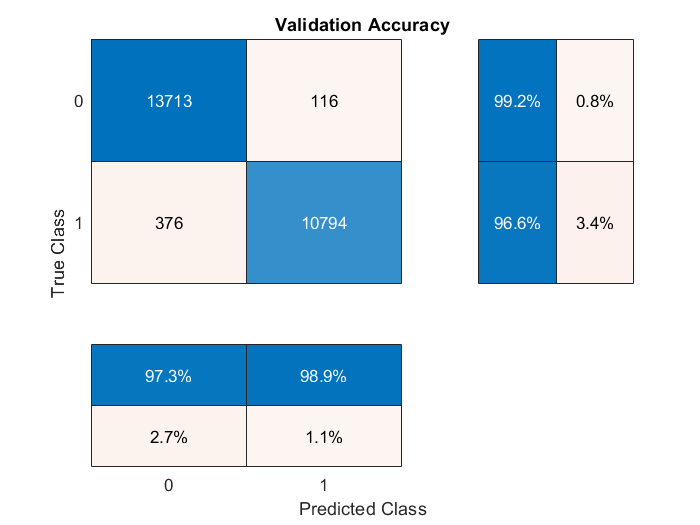 Validation Accuracy
0 13713 116 99.2% 0.8%
1 376 10794 96.6% 3.4%
True Class
97.3% 98.9%
2.7% 1.1%
0 1
Predicted Class